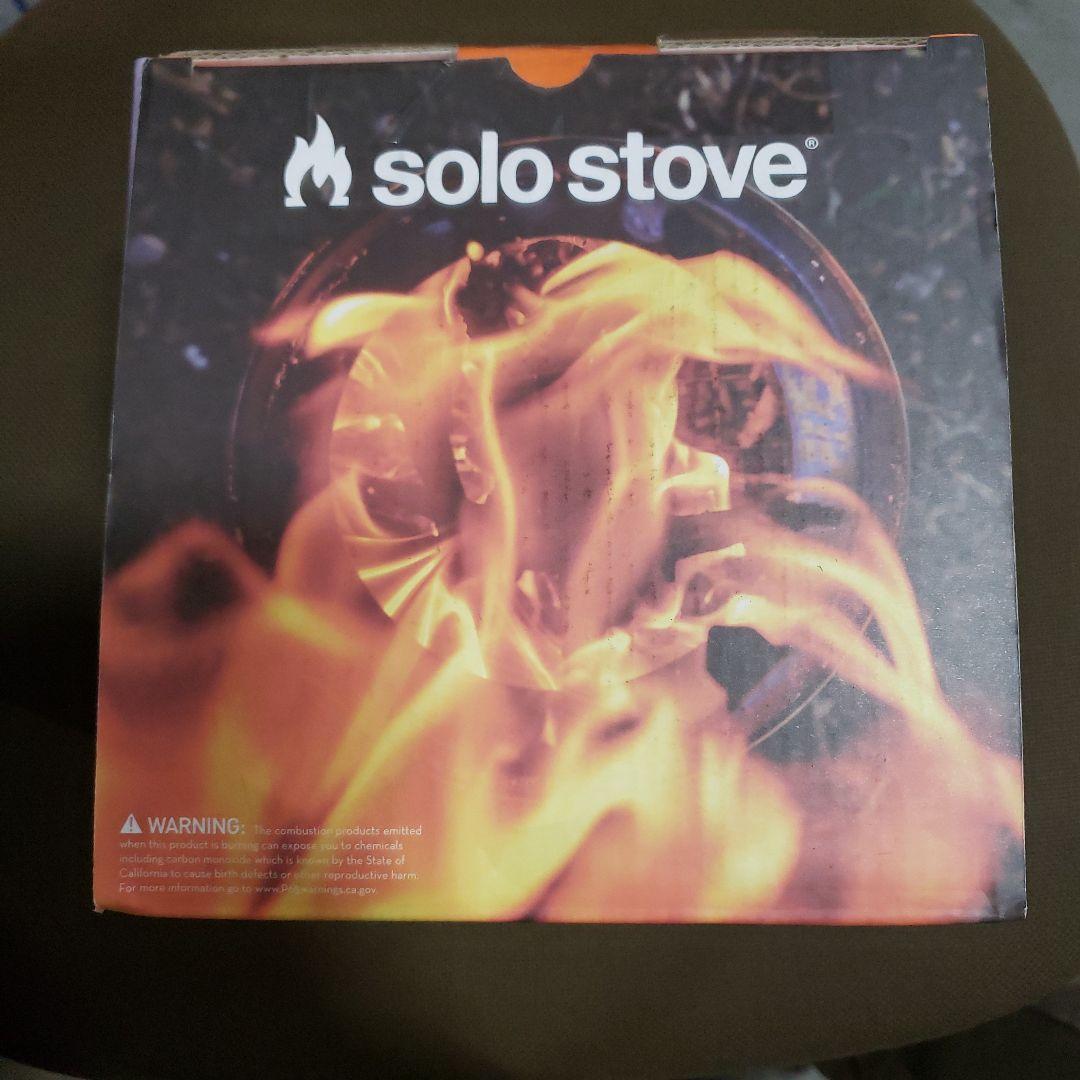 solo stove®
WARNING: The combustion products emitted
when this product is burning can expose you to chemicals
including carbon monoxide which is known by the State of
California to cause birth defects or other reproductive harm.
For more information go to www.P65warnings.ca.gov.